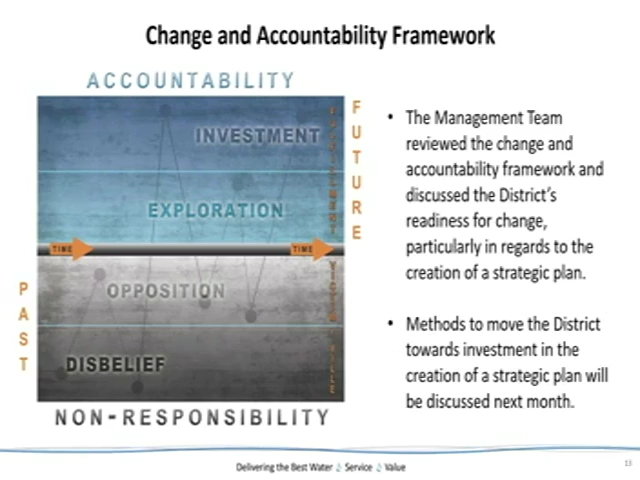 Change and Accountability Framework
ACCOUNTABILITY
FUTURE
INVESTMENT
EXPLORATION
TIME
TIME
PAST
OPPOSITION
DISBELIEF
NON-RESPONSIBILITY
• The Management Team
reviewed the change and
accountability framework and
discussed the District's
readiness for change,
particularly in regards to the
creation of a strategic plan.
• Methods to move the District
towards investment in the
creation of a strategic plan will
be discussed next month.
Delivering the Best Water Service Value
13